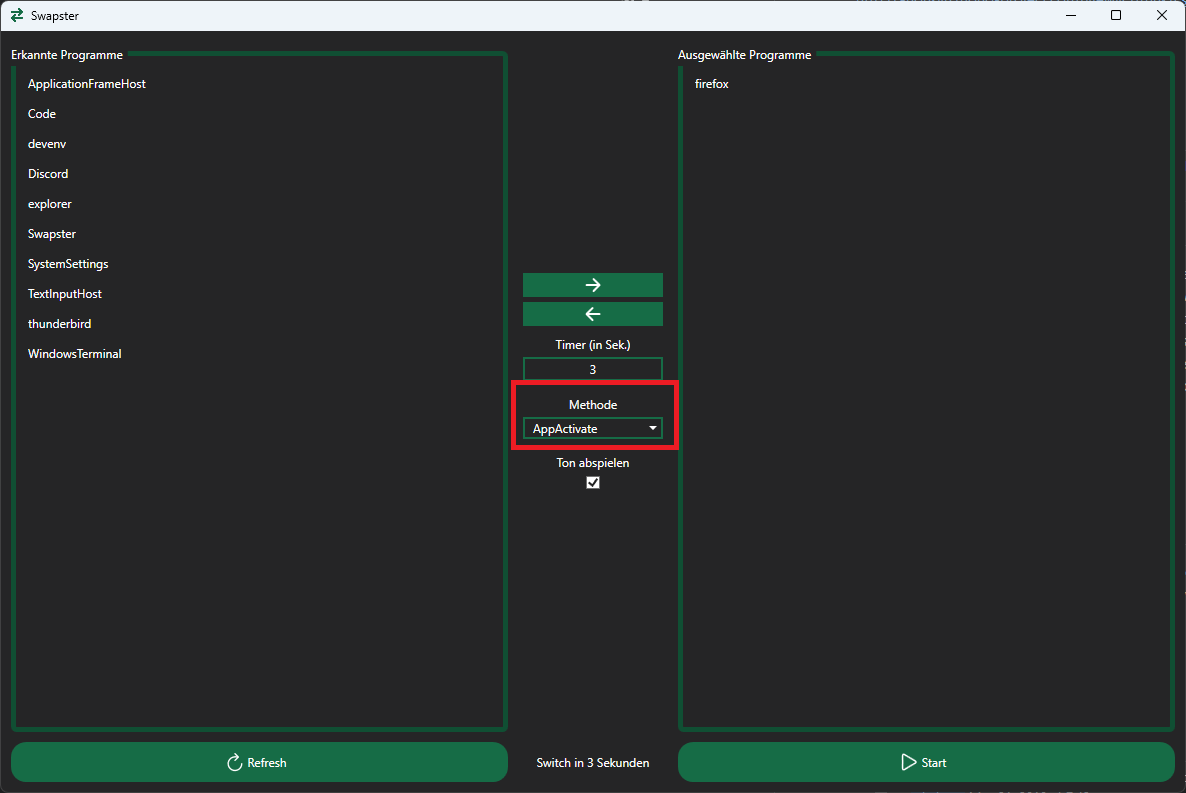 Swapster
Erkannte Programme
ApplicationFrameHost
Code
devenv
Discord
explorer
Swapster
SystemSettings
TextInputHost
thunderbird
WindowsTerminal
Timer (in Sek.)
3
Methode
AppActivate
Ton abspielen
Ausgewählte Programme
firefox
Refresh
Switch in 3 Sekunden
Start